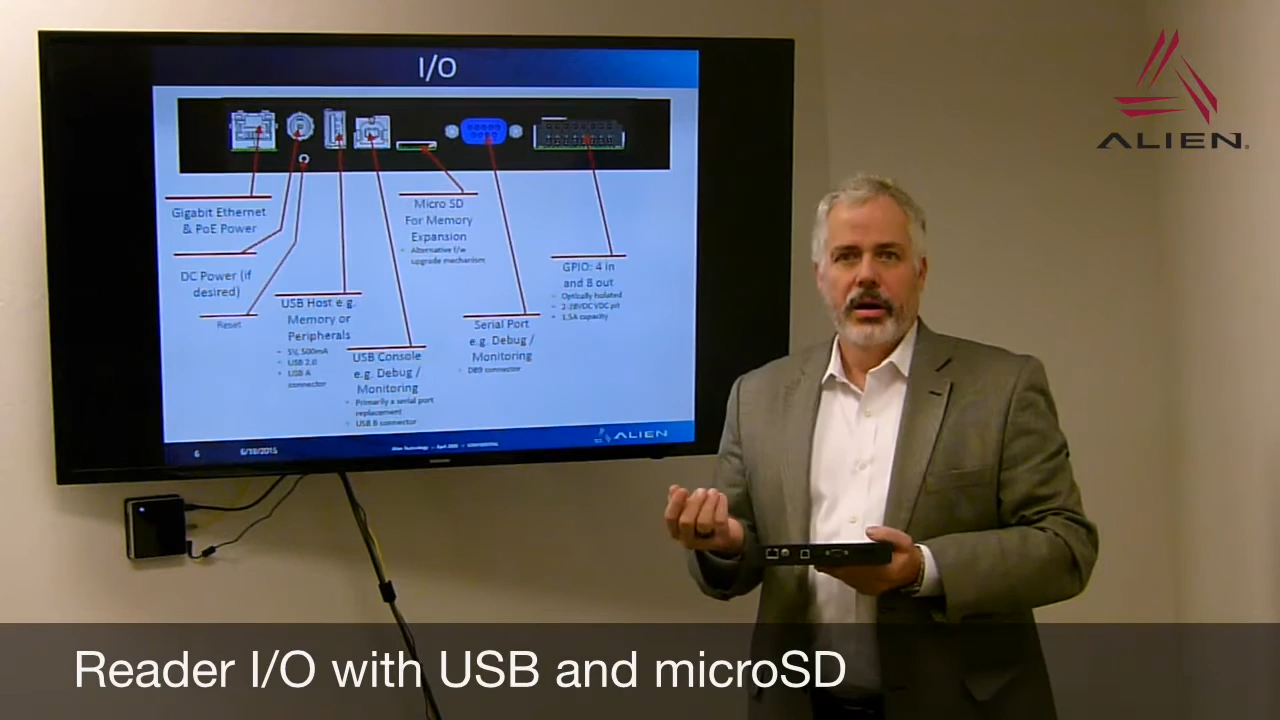 I/O
ALIEN
Gigabit Ethernet
& PoE Power
DC Power (if
desired)
Reset
USB Host e.g.
Memory or
Peripherals
5V, 500mA
USB 2.0
USB A
connector
USB Console
e.g. Debug /
Monitoring
Primarily a serial port
replacement
USB B connector
Micro SD
For Memory
Expansion
Alternative f/w
upgrade mechanism
Serial Port
e.g. Debug /
Monitoring
DB9 connector
GPIO: 4 in
and 8 out
Optically Isolated
1.5A capacity
6
6/19/2015
ALIEN
Reader I/O with USB and microSD